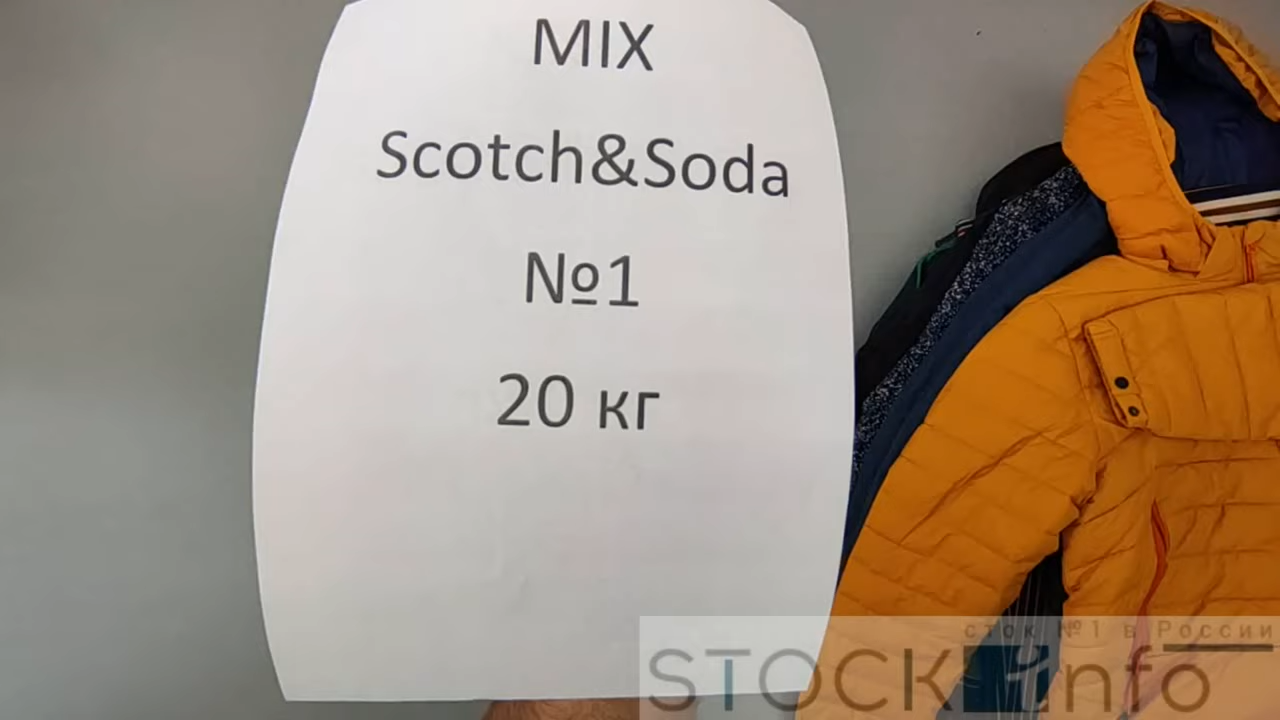 MIX
Scotch&Soda
№1
20 кг
сток №1 в России
STOCK info